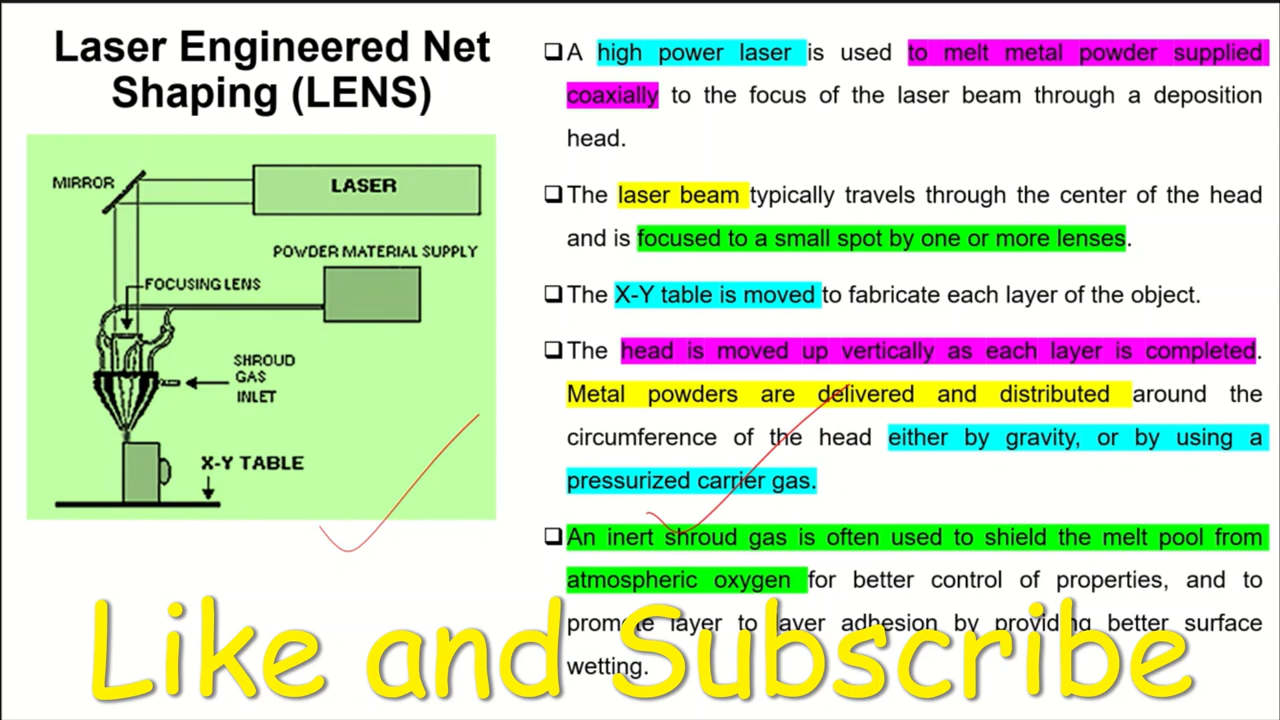 Laser Engineered Net
Shaping (LENS)
MIRROR
LASER
POWDER MATERIAL SUPPLY
FOCUSING LENS
SHROUD
GAS
INLET
X-Y TABLE
❑A high power laser is used to melt metal powder supplied
coaxially to the focus of the laser beam through a deposition
head.
❑The laser beam typically travels through the center of the head
and is focused to a small spot by one or more lenses.
❑The X-Y table is moved to fabricate each layer of the object.
❑The head is moved up vertically as each layer is completed.
Metal powders are delivered and distributed around the
circumference of the head either by gravity, or by using a
pressurized carrier gas.
❑An inert shroud gas is often used to shield the melt pool from
atmospheric oxygen for better control of properties, and to
promote layer to layer adhesion by providing better surface
wetting.
Like and Subscribe